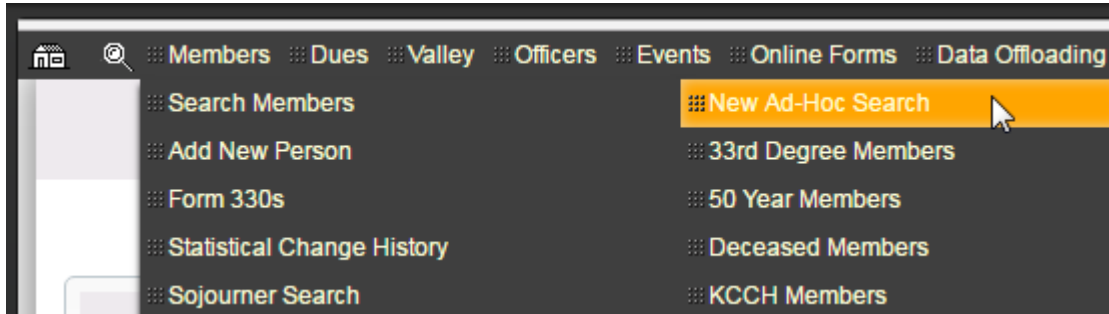 Members Dues Valley Officers Events Online Forms Data Offloading
Search Members
Add New Person
Form 330s
Statistical Change History
Sojourner Search
New Ad-Hoc Search
33rd Degree Members
50 Year Members
Deceased Members
KCCH Members